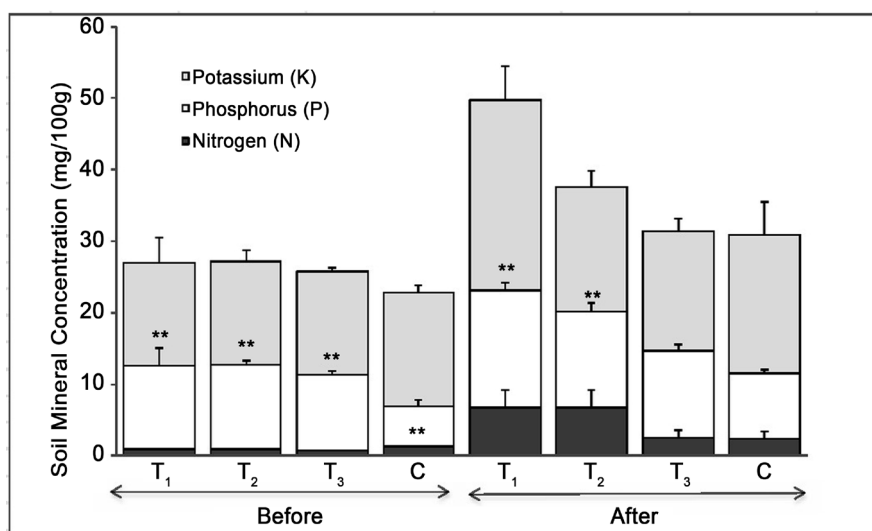 Soil Mineral Concentration (mg/100g)
60
50
40
30
20
10
0
Potassium (K)
Phosphorus (P)
Nitrogen (N)
**
**
**
**
**
**
T₁ T₂ T₃ C T₁ T₂ T₃ C
Before After